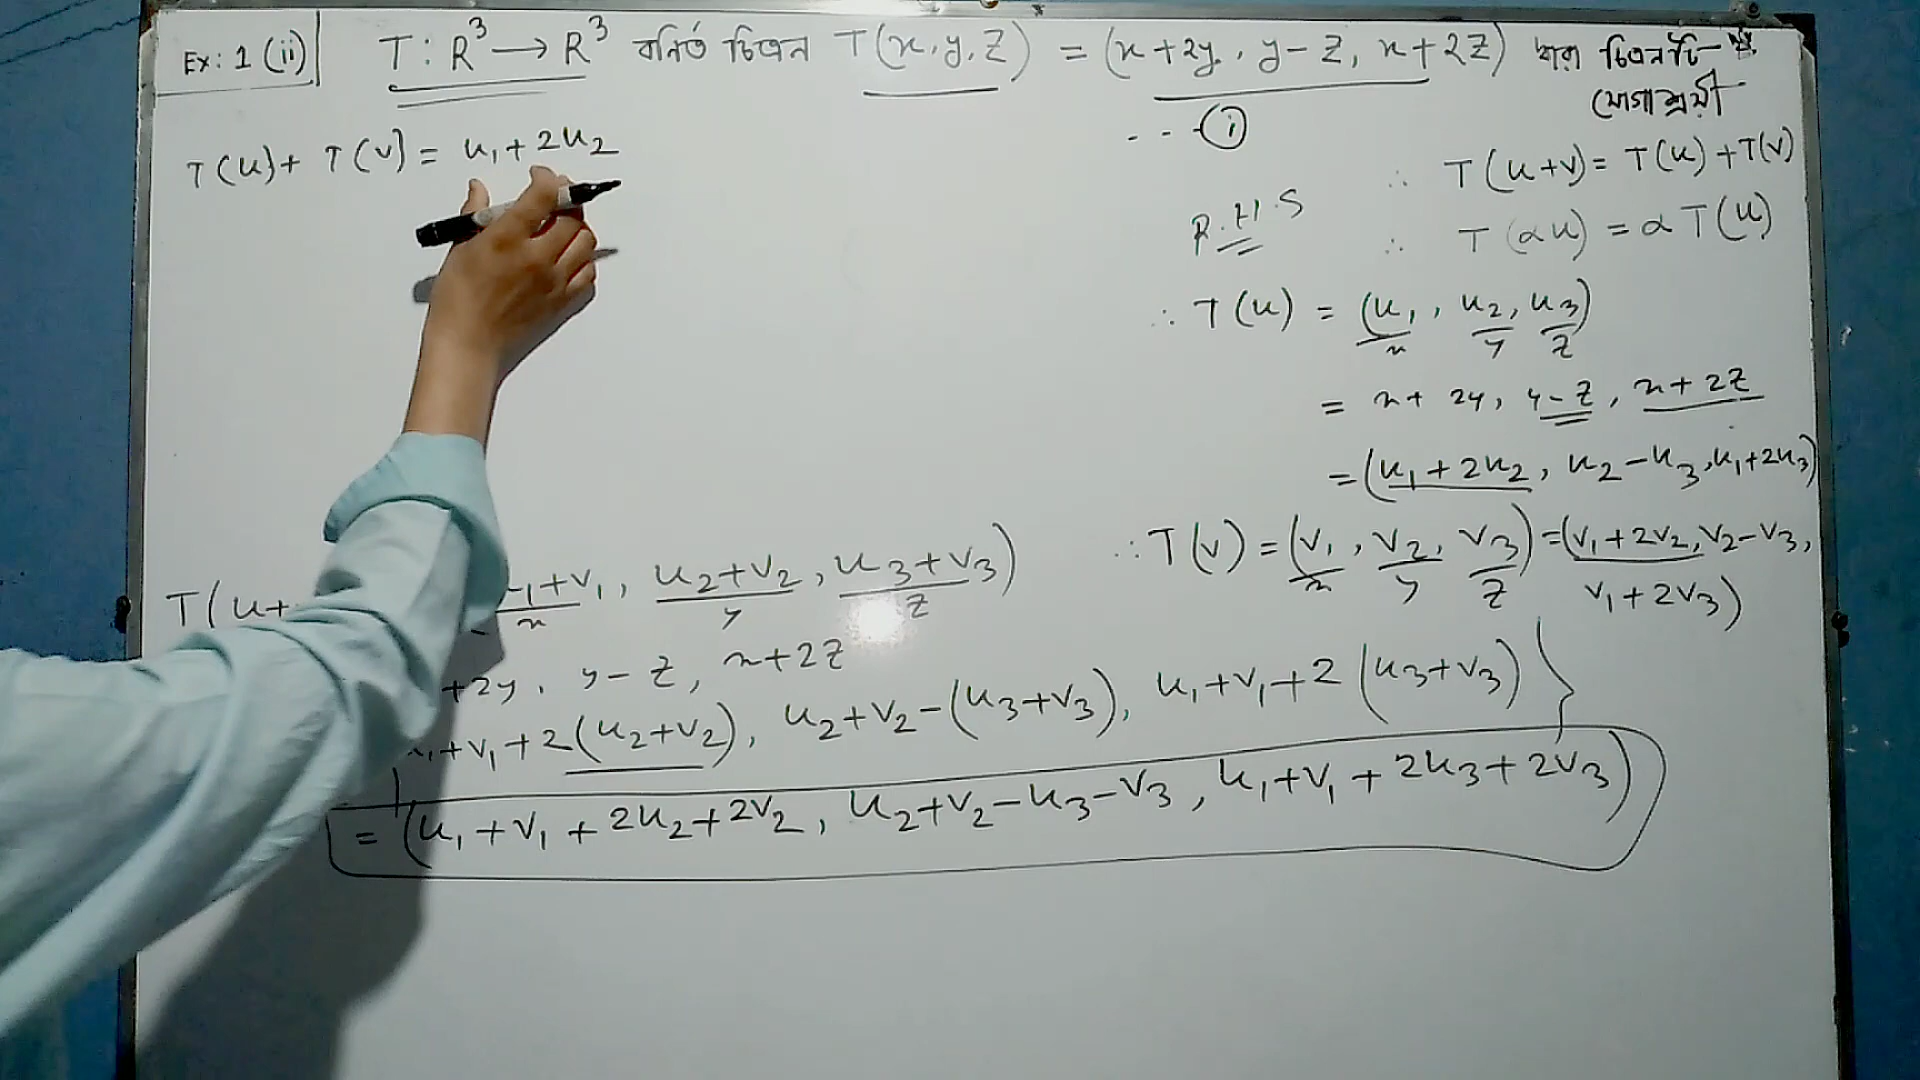 Ex: 1 (ii) T : R³ → R³ বর্নিত চিত্রন T(x, y, z) = (x+2y, y-z, x+2z) দ্বারা চিত্রনটি
যোগাশ্রয়ী
--- (i)
T(u)+ T(v) = u₁+2u₂
∴ T(u+v) = T(u)+T(v)
R.H.S
∴ T(αu) = αT(u)
∴ T(u) = (u₁, u₂, u₃)
x y z
= x+ 2y, y-z, x+2z
= (u₁+2u₂, u₂-u₃, u₁+2u₃)
∴ T(v) = (v₁, v₂, v₃) = (v₁+2v₂, v₂-v₃,
x y z v₁+2v₃)
T(u+ ₁+v₁, u₂+v₂, u₃+v₃)
x y z
+2y, y-z, x+2z
+v₁+2(u₂+v₂), u₂+v₂-(u₃+v₃), u₁+v₁+2(u₃+v₃)}
= (u₁+v₁+2u₂+2v₂, u₂+v₂-u₃-v₃, u₁+v₁+2u₃+2v₃)